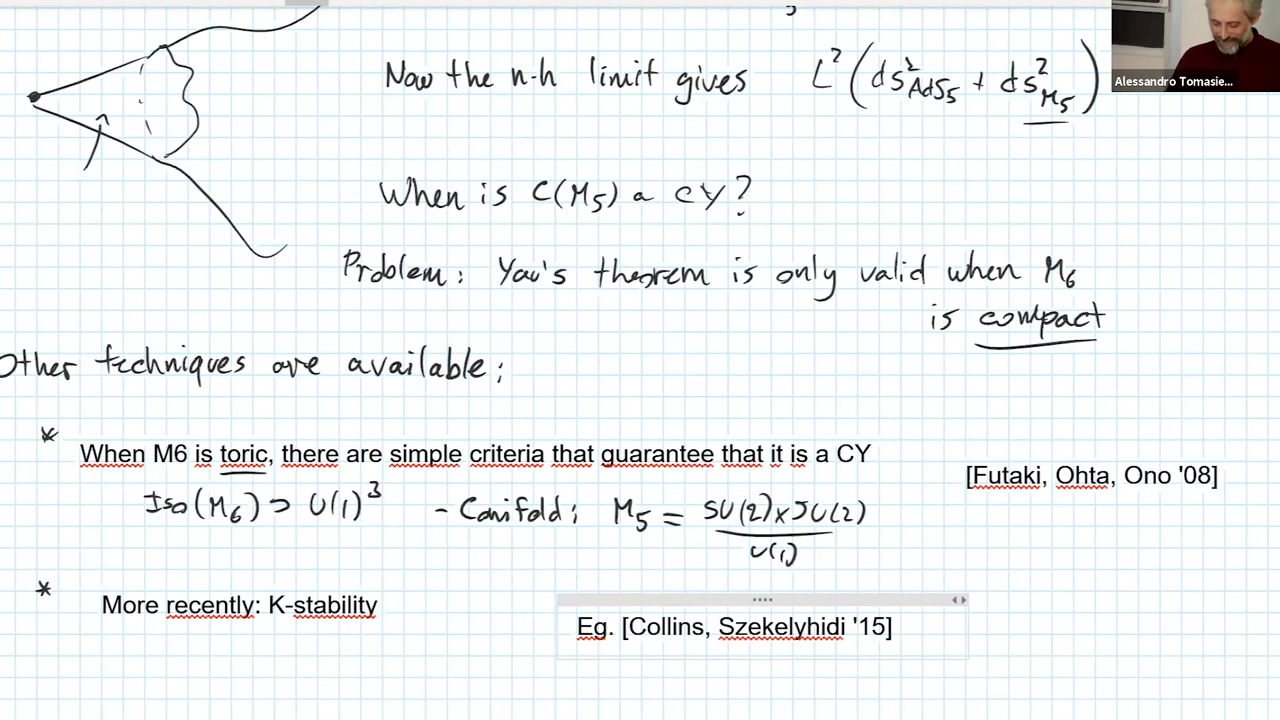 Now the n-h limit gives L²(ds²_AdS₅ + ds²_M₅)
Alessandro Tomasie...
When is C(M₅) a CY?
Problem: Yau's theorem is only valid when M₆
is compact
Other techniques are available:
* When M6 is toric, there are simple criteria that guarantee that it is a CY
[Futaki, Ohta, Ono '08]
Iso(M₆) ⊃ U(1)³ - Conifold: M₅ = SU(2)×SU(2)
U(1)
* More recently: K-stability
Eg. [Collins, Szekelyhidi '15]